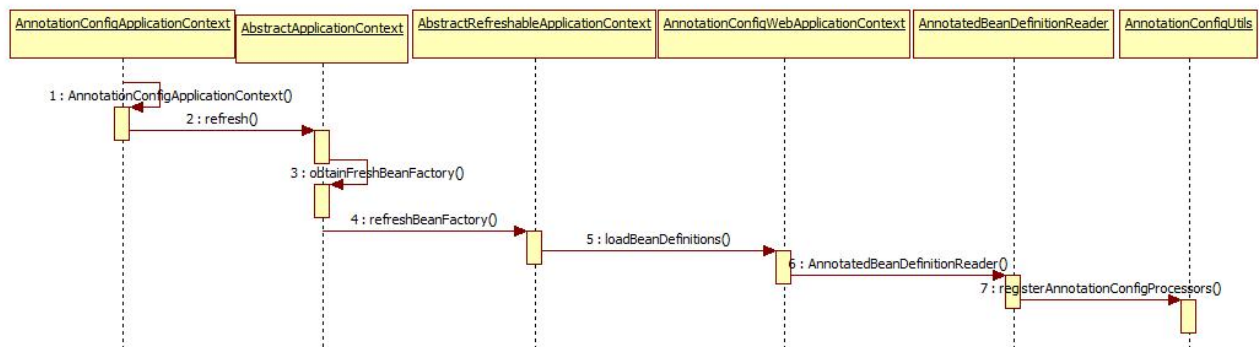 AnnotationConfigApplicationContext
AbstractApplicationContext
AbstractRefreshableApplicationContext
AnnotationConfigWebApplicationContext
AnnotatedBeanDefinitionReader
AnnotationConfigUtils
1 : AnnotationConfigApplicationContext()
2 : refresh()
3 : obtainFreshBeanFactory()
4 : refreshBeanFactory()
5 : loadBeanDefinitions()
6 : AnnotatedBeanDefinitionReader()
7 : registerAnnotationConfigProcessors()